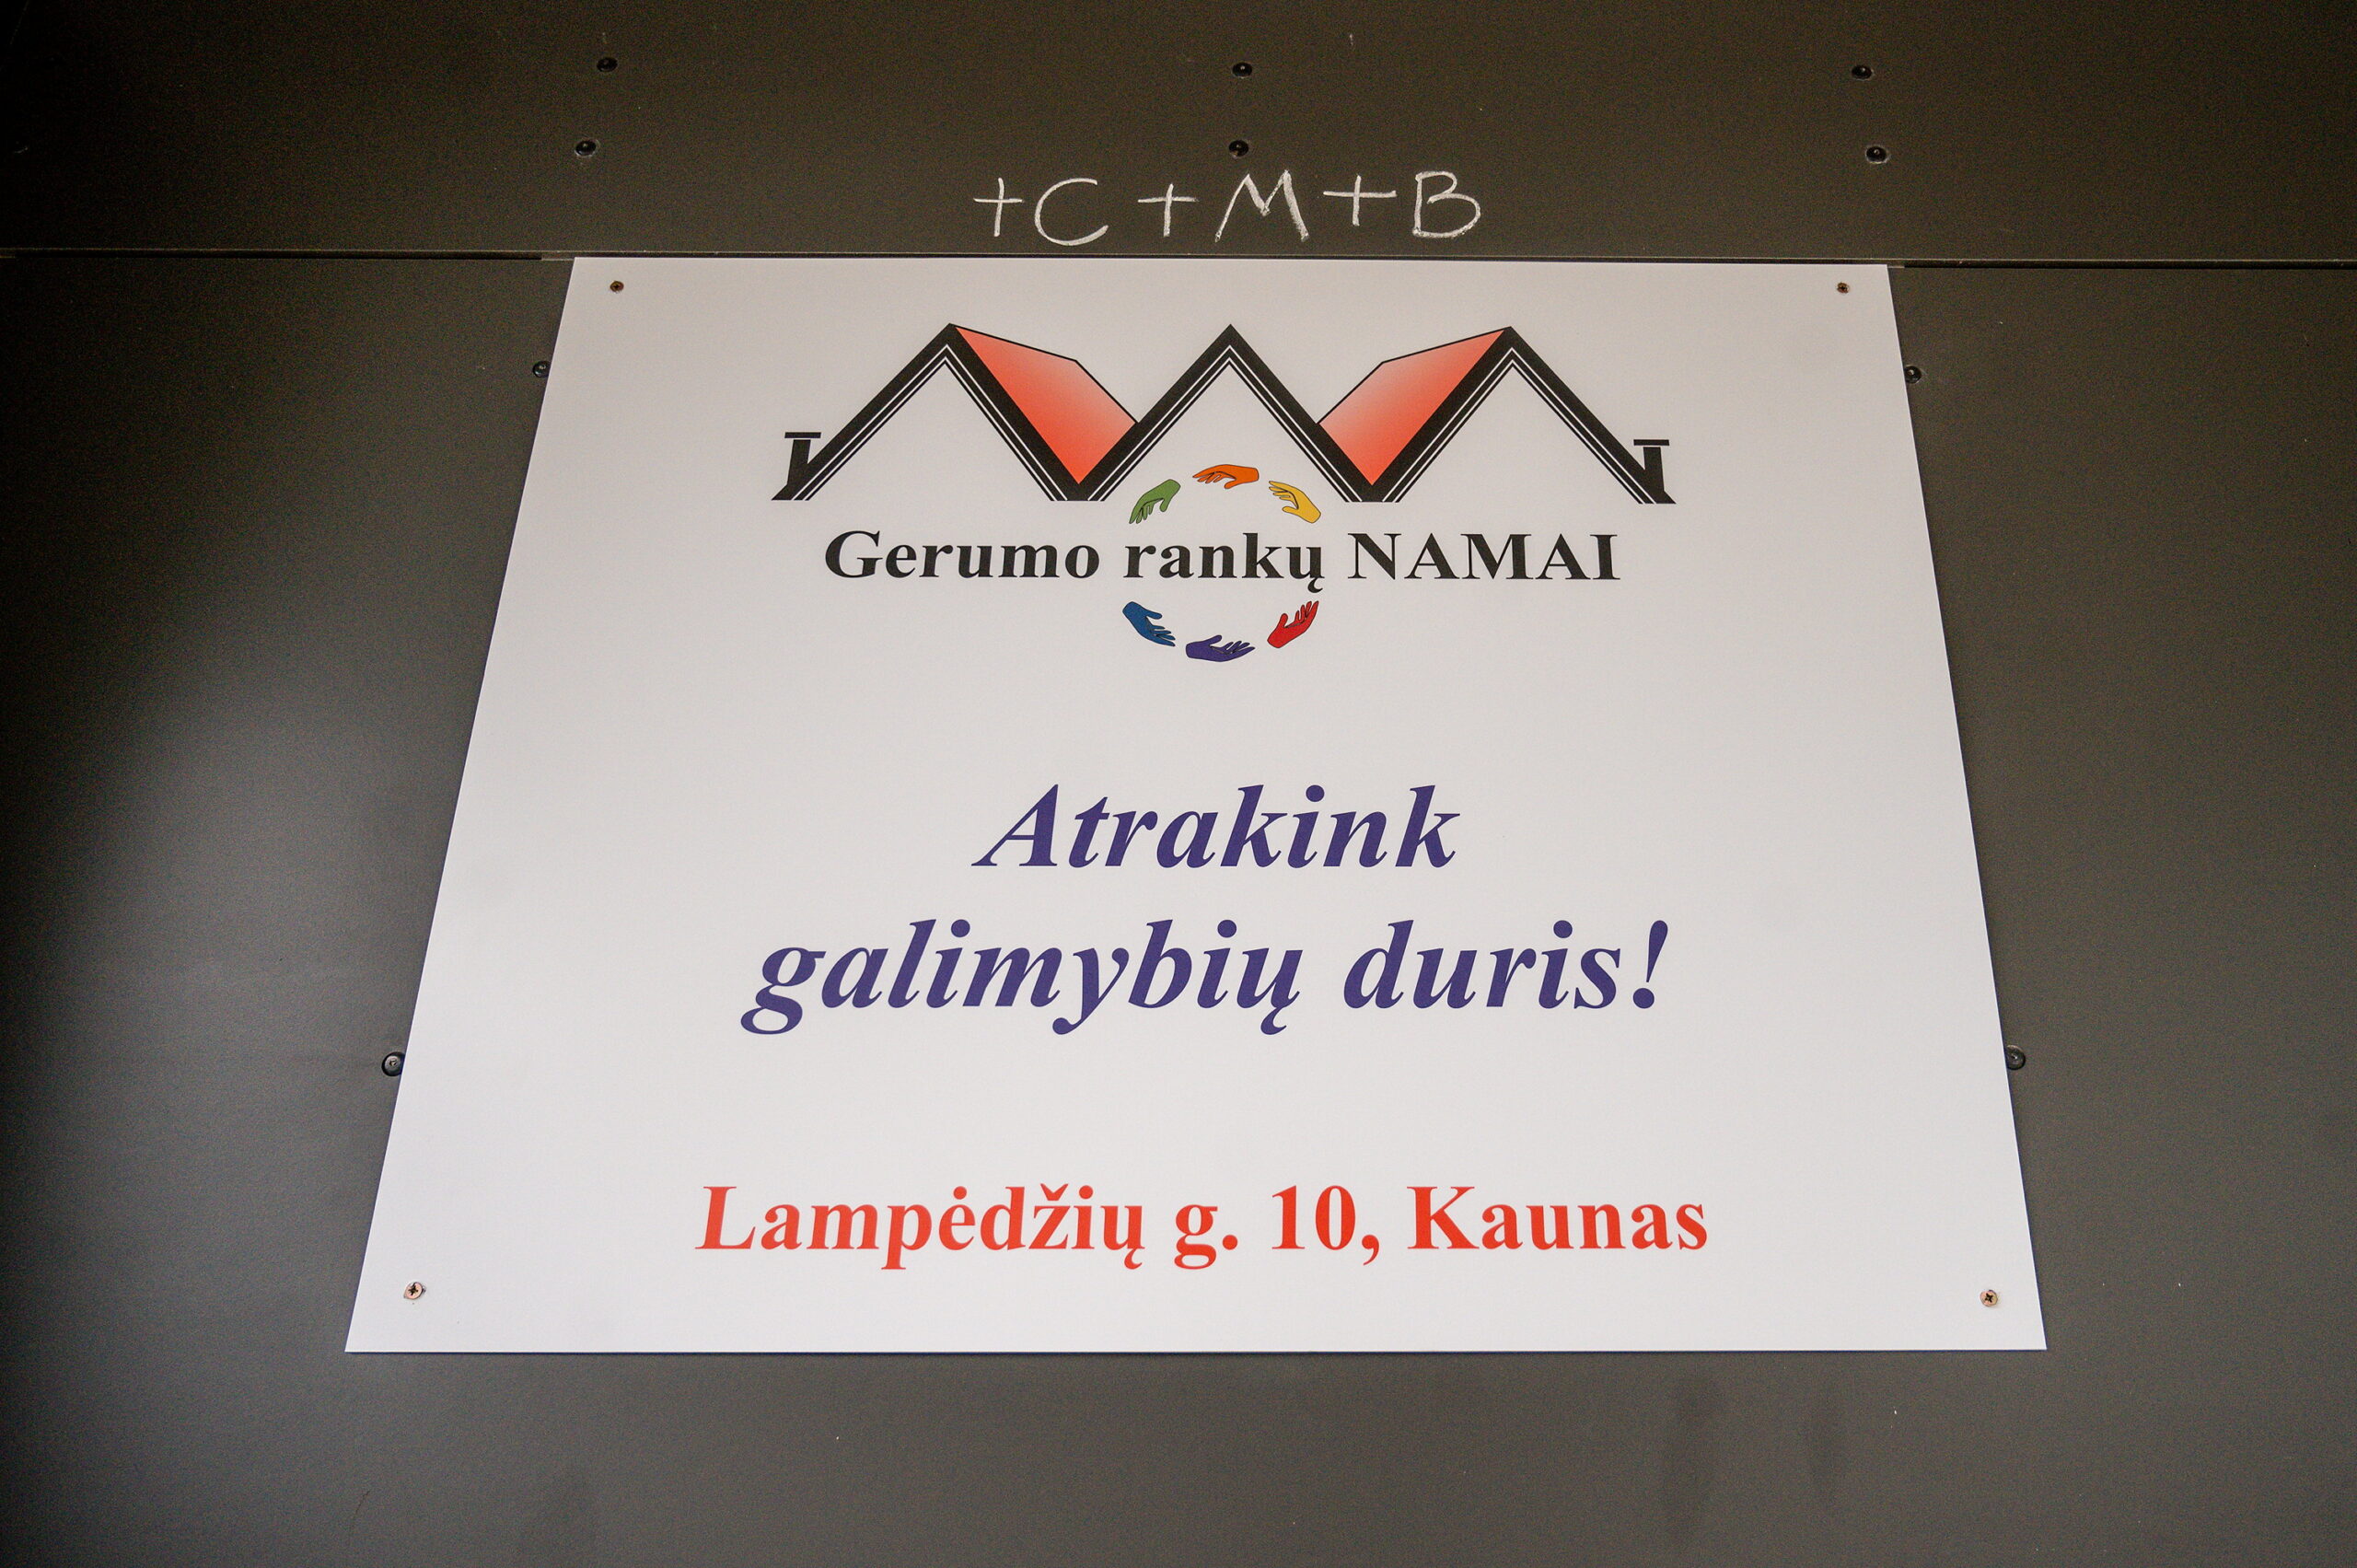 +C+M+B
Gerumo rankų NAMAI
Atrakink
galimybių duris!
Lampėdžių g. 10, Kaunas